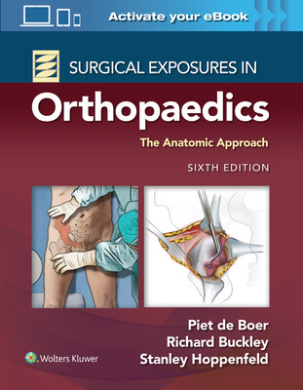 Activate your eBook
SURGICAL EXPOSURES IN
Orthopaedics
The Anatomic Approach
SIXTH EDITION
Piet de Boer
Richard Buckley
Stanley Hoppenfeld
Wolters Kluwer